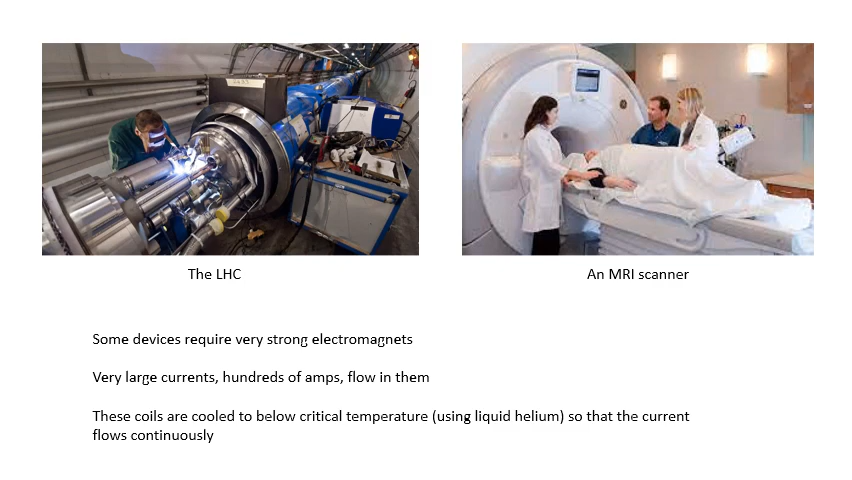 The LHC
An MRI scanner
Some devices require very strong electromagnets
Very large currents, hundreds of amps, flow in them
These coils are cooled to below critical temperature (using liquid helium) so that the current
flows continuously